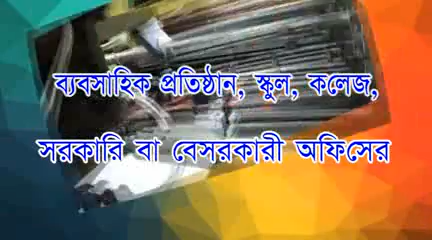 ব্যবসাহিক প্রতিষ্ঠান, স্কুল, কলেজ,
সরকারি বা বেসরকারী অফিসের